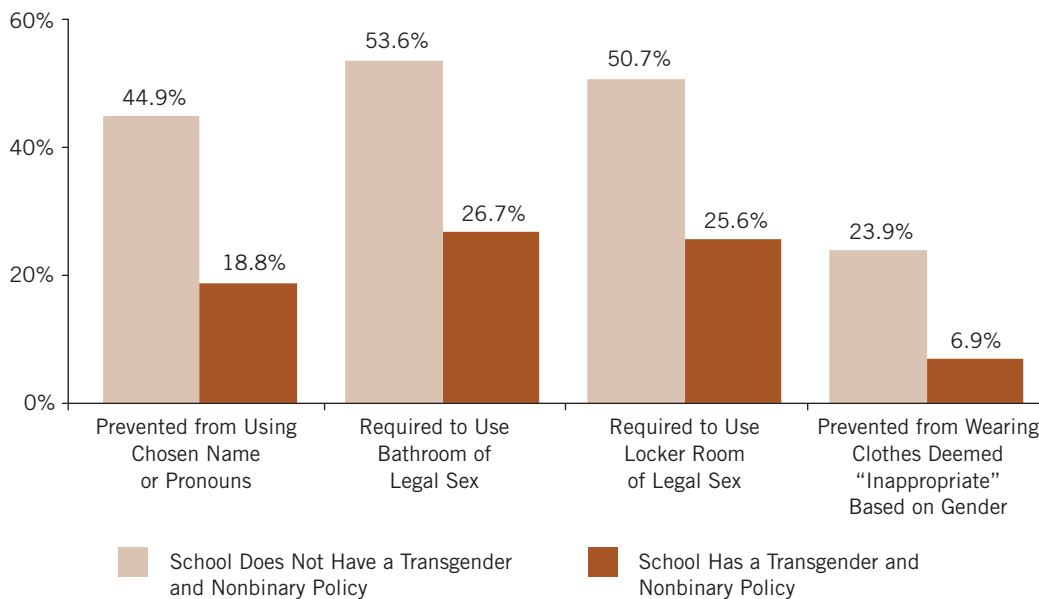 60%
53.6%
50.7%
44.9%
40%
26.7%
25.6%
23.9%
18.8%
20%
6.9%
0%
Prevented from Using
Chosen Name
or Pronouns
Required to Use
Bathroom of
Legal Sex
Required to Use
Locker Room
of Legal Sex
Prevented from Wearing
Clothes Deemed
“Inappropriate”
Based on Gender
School Does Not Have a Transgender
and Nonbinary Policy
School Has a Transgender and
Nonbinary Policy